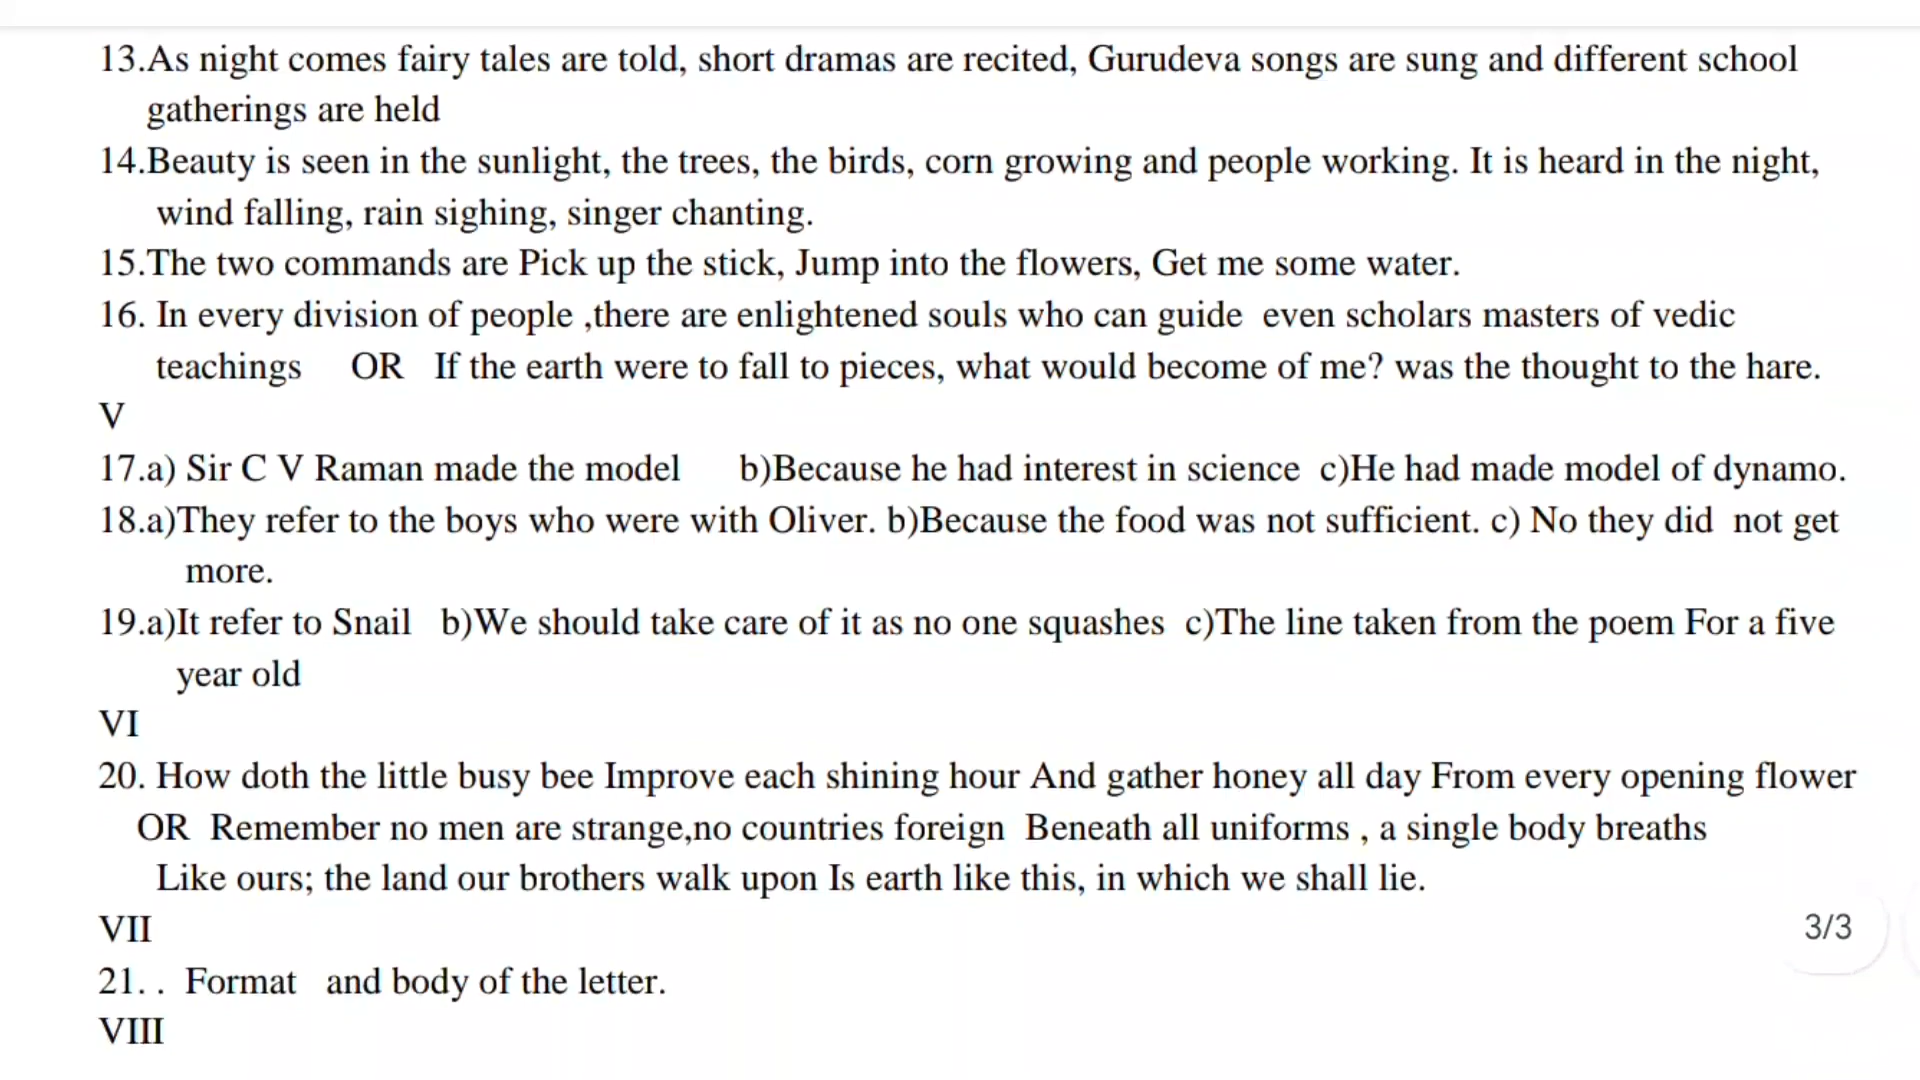 13.As night comes fairy tales are told, short dramas are recited, Gurudeva songs are sung and different school
gatherings are held
14.Beauty is seen in the sunlight, the trees, the birds, corn growing and people working. It is heard in the night,
wind falling, rain sighing, singer chanting.
15.The two commands are Pick up the stick, Jump into the flowers, Get me some water.
16. In every division of people ,there are enlightened souls who can guide even scholars masters of vedic
teachings OR If the earth were to fall to pieces, what would become of me? was the thought to the hare.
V
17.a) Sir C V Raman made the model b)Because he had interest in science c)He had made model of dynamo.
18.a)They refer to the boys who were with Oliver. b)Because the food was not sufficient. c) No they did not get
more.
19.a)It refer to Snail b)We should take care of it as no one squashes c)The line taken from the poem For a five
year old
VI
20. How doth the little busy bee Improve each shining hour And gather honey all day From every opening flower
OR Remember no men are strange,no countries foreign Beneath all uniforms , a single body breaths
Like ours; the land our brothers walk upon Is earth like this, in which we shall lie.
VII
3/3
21. . Format and body of the letter.
VIII